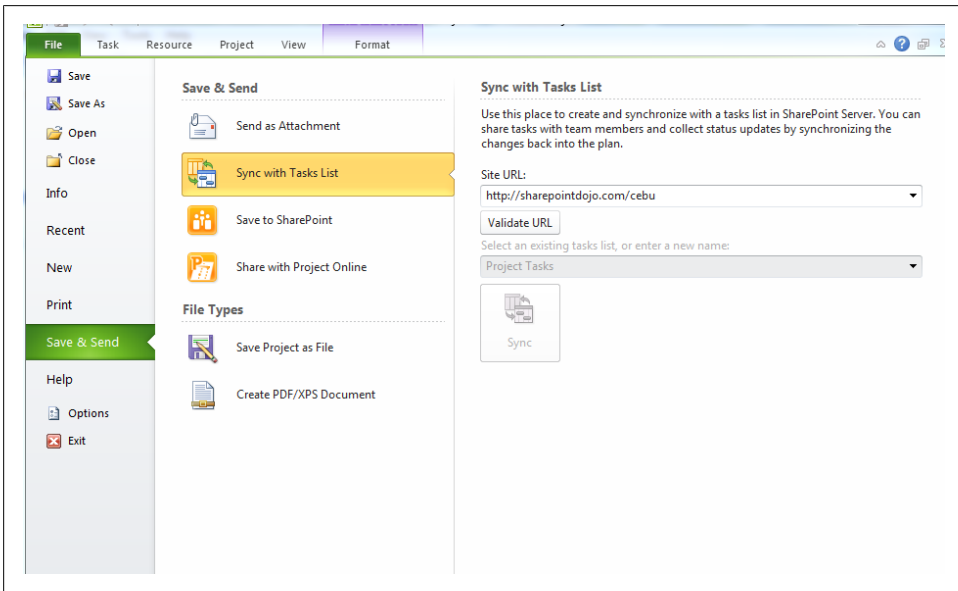 File Task Resource Project View Format
Save
Save As
Open
Close
Info
Recent
New
Print
Save & Send
Help
Options
Exit
Save & Send
Send as Attachment
Sync with Tasks List
Save to SharePoint
Share with Project Online
File Types
Save Project as File
Create PDF/XPS Document
Sync with Tasks List
Use this place to create and synchronize with a tasks list in SharePoint Server. You can
share tasks with team members and collect status updates by synchronizing the
changes back into the plan.
Site URL:
http://sharepointdojo.com/cebu
Validate URL
Select an existing tasks list, or enter a new name:
Project Tasks
Sync